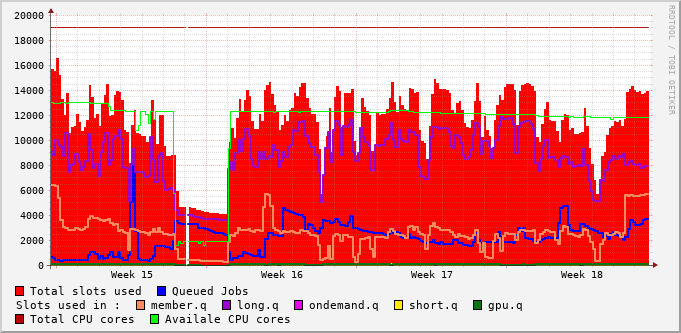 20000
18000
16000
14000
12000
10000
8000
6000
4000
2000
0
Week 15 Week 16 Week 17 Week 18
Total slots used Queued Jobs
Slots used in : member.q long.q ondemand.q short.q gpu.q
Total CPU cores Availale CPU cores
RRDTOOL / TOBI OETIKER